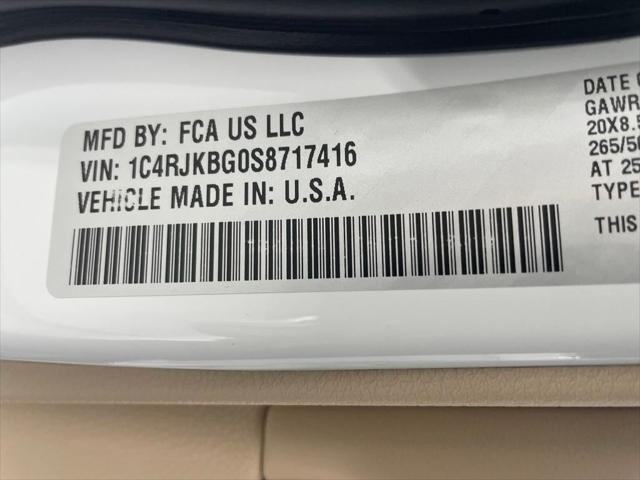 MFD BY: FCA US LLC
VIN: 1C4RJKBG0S8717416
VEHICLE MADE IN: U.S.A.
DATE
GAWR
20X8.5
265/50
AT 25
TYPE
THIS